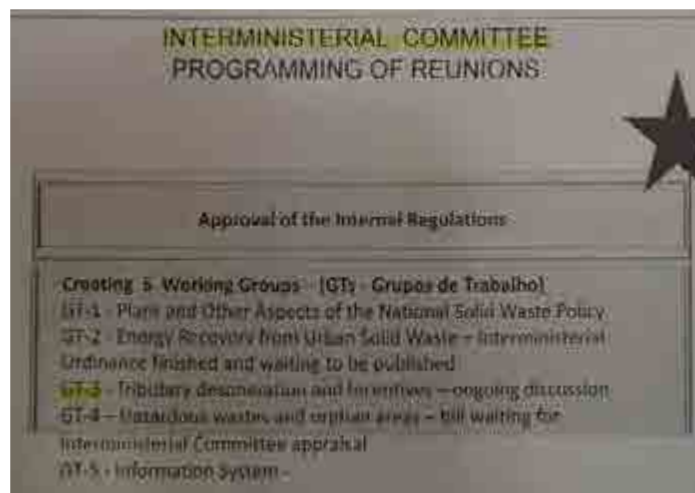 INTERMINISTERIAL COMMITTEE
PROGRAMMING OF REUNIONS
Approval of the Internal Regulations
Creating 5 Working Groups - (GTs - Grupos de Trabalho)
GT-1 - Plans and Other Aspects of the National Solid Waste Policy
GT-2 - Energy Recovery from Urban Solid Waste – Interministerial
Ordinance finished and waiting to be published
GT-3 - Tributary desoneration and Incentives – ongoing discussion
GT-4 – Hazardous wastes and orphan areas – bill waiting for
Interministerial Committee appraisal
GT-5 - Information System -